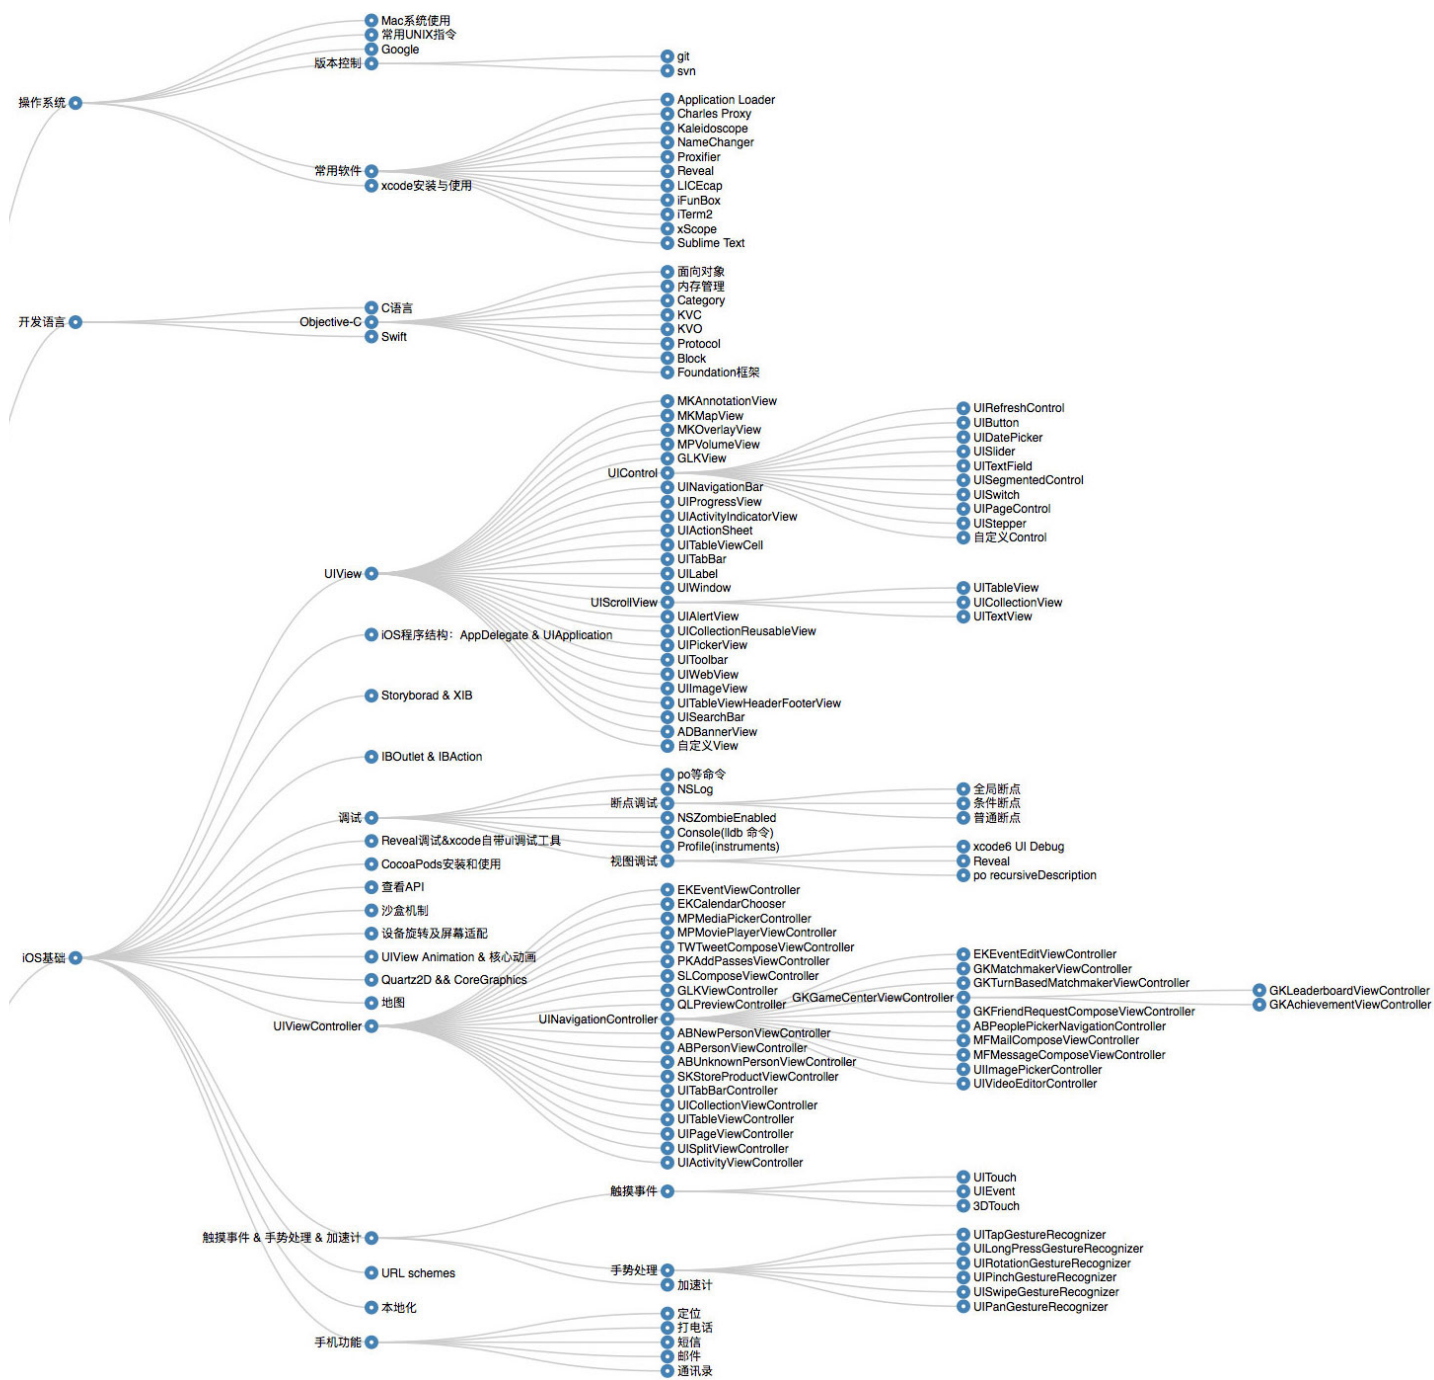 操作系统
Mac系统使用
常用UNIX指令
Google
版本控制
git
svn
常用软件
Application Loader
Charles Proxy
Kaleidoscope
NameChanger
Proxifier
Reveal
LICEcap
iFunBox
iTerm2
xScope
Sublime Text
xcode安装与使用
开发语言
C语言
Objective-C
面向对象
内存管理
Category
KVC
KVO
Protocol
Block
Foundation框架
Swift
iOS基础
UIView
MKAnnotationView
MKMapView
MKOverlayView
MPVolumeView
GLKView
UIControl
UIRefreshControl
UIButton
UIDatePicker
UISlider
UITextField
UISegmentedControl
UISwitch
UIPageControl
UIStepper
自定义Control
UINavigationBar
UIProgressView
UIActivityIndicatorView
UIActionSheet
UITableViewCell
UITabBar
UILabel
UIWindow
UIScrollView
UITableView
UICollectionView
UITextView
UIAlertView
UICollectionReusableView
UIPickerView
UIToolbar
UIWebView
UIImageView
UITableViewHeaderFooterView
UISearchBar
ADBannerView
自定义View
iOS程序结构：AppDelegate & UIApplication
Storyborad & XIB
IBOutlet & IBAction
调试
po等命令
NSLog
断点调试
全局断点
条件断点
普通断点
NSZombieEnabled
Console(lldb 命令)
Profile(instruments)
视图调试
xcode6 UI Debug
Reveal
po recursiveDescription
Reveal调试&xcode自带ui调试工具
CocoaPods安装和使用
查看API
沙盒机制
设备旋转及屏幕适配
UIView Animation & 核心动画
Quartz2D && CoreGraphics
地图
UIViewController
EKEventViewController
EKCalendarChooser
MPMediaPickerController
MPMoviePlayerViewController
TWTweetComposeViewController
PKAddPassesViewController
SLComposeViewController
GLKViewController
QLPreviewController
UINavigationController
EKEventEditViewController
GKMatchmakerViewController
GKTurnBasedMatchmakerViewController
GKGameCenterViewController
GKLeaderboardViewController
GKAchievementViewController
GKFriendRequestComposeViewController
ABPeoplePickerNavigationController
MFMailComposeViewController
MFMessageComposeViewController
UIImagePickerController
UIVideoEditorController
ABNewPersonViewController
ABPersonViewController
ABUnknownPersonViewController
SKStoreProductViewController
UITabBarController
UICollectionViewController
UITableViewController
UIPageViewController
UISplitViewController
UIActivityViewController
触摸事件 & 手势处理 & 加速计
触摸事件
UITouch
UIEvent
3DTouch
手势处理
UITapGestureRecognizer
UILongPressGestureRecognizer
UIRotationGestureRecognizer
UIPinchGestureRecognizer
UISwipeGestureRecognizer
UIPanGestureRecognizer
加速计
URL schemes
本地化
手机功能
定位
打电话
短信
邮件
通讯录